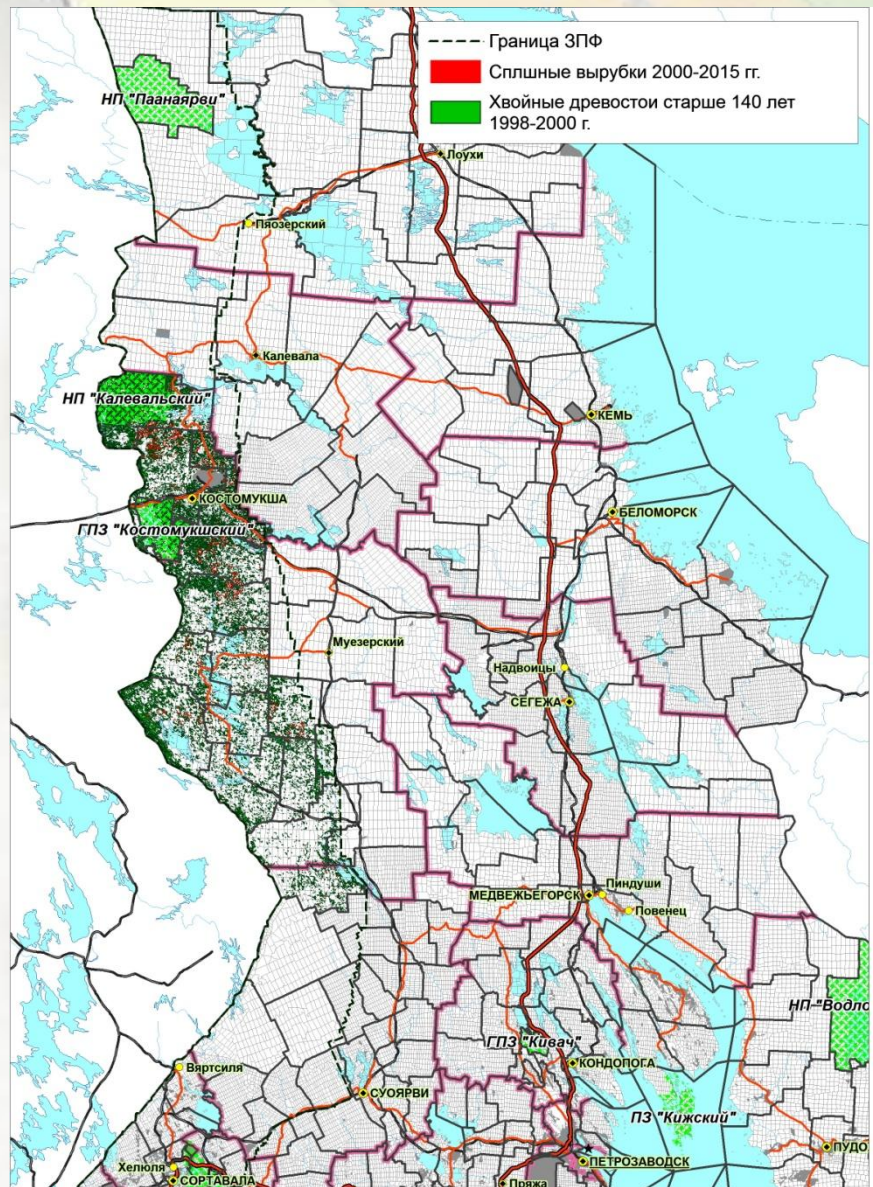 Граница ЗПФ
Сплшные вырубки 2000-2015 гг.
Хвойные древостои старше 140 лет
1998-2000 г.
НП "Паанаярви"
Лоухи
Пяозерский
Калевала
НП "Калевальский"
КЕМЬ
КОСТОМУКША
БЕЛОМОРСК
ГПЗ "Костомукшский"
Муезерский
Надвоицы
СЕГЕЖА
МЕДВЕЖЬЕГОРСК
Пиндуши
Повенец
НП "Водло
ГПЗ "Кивач"
КОНДОПОГА
Вяртсиля
СУОЯРВИ
ПЗ "Кижский"
ПУДО
ПЕТРОЗАВОДСК
Хелюля
СОРТАВАЛА
Пряжа